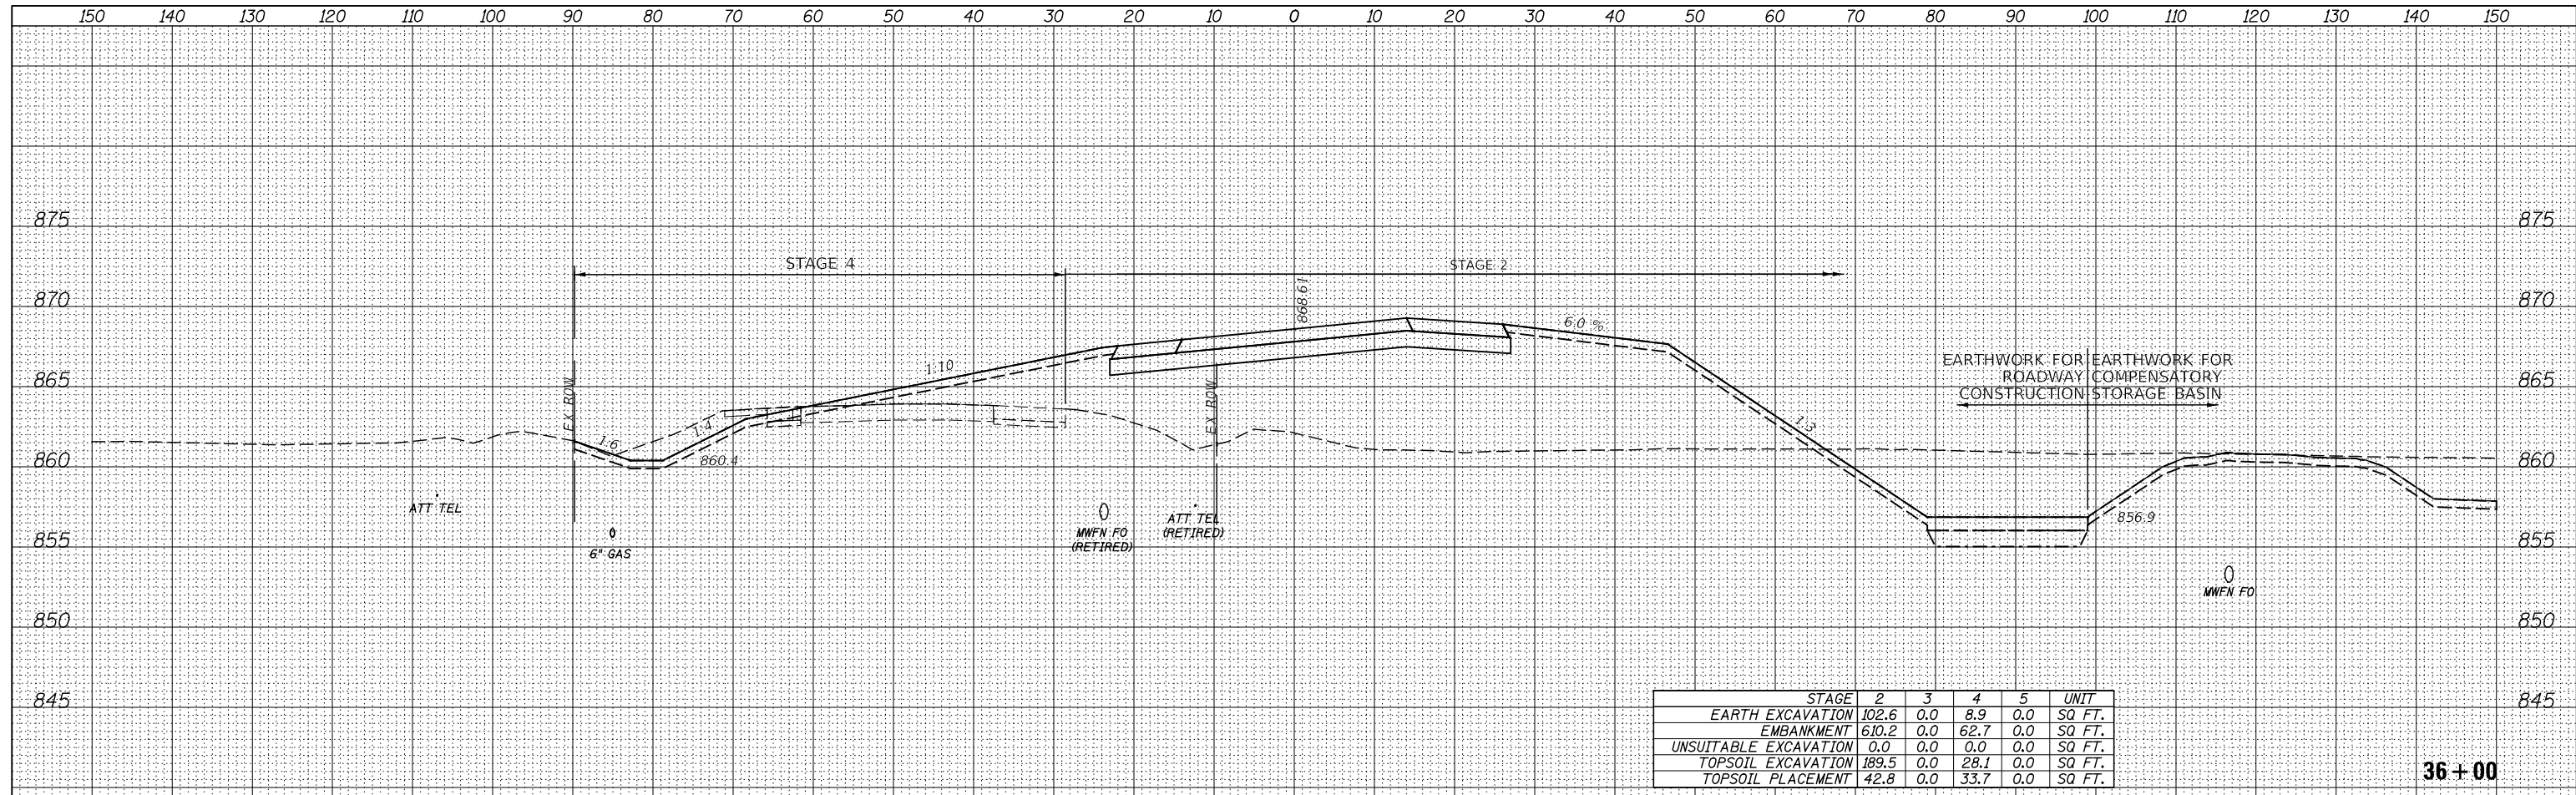 150 140 130 120 110 100 90 80 70 60 50 40 30 20 10 0 10 20 30 40 50 60 70 80 90 100 110 120 130 140 150
875 875
STAGE 4 STAGE 2
870 868.61 870
6.0 %
EARTHWORK FOR EARTHWORK FOR
ROADWAY COMPENSATORY
CONSTRUCTION STORAGE BASIN
865 EX ROW 1:10 EX ROW 865
1:6 1:4 1:3
860 860.4 860
ATT TEL
MWFN FO
(RETIRED)
ATT TEL
(RETIRED)
856.9
855 6" GAS 855
MWFN FO
850 850
845 845
STAGE 2 3 4 5 UNIT
EARTH EXCAVATION 102.6 0.0 8.9 0.0 SQ FT.
EMBANKMENT 610.2 0.0 62.7 0.0 SQ FT.
UNSUITABLE EXCAVATION 0.0 0.0 0.0 0.0 SQ FT.
TOPSOIL EXCAVATION 189.5 0.0 28.1 0.0 SQ FT.
TOPSOIL PLACEMENT 42.8 0.0 33.7 0.0 SQ FT.
36+00